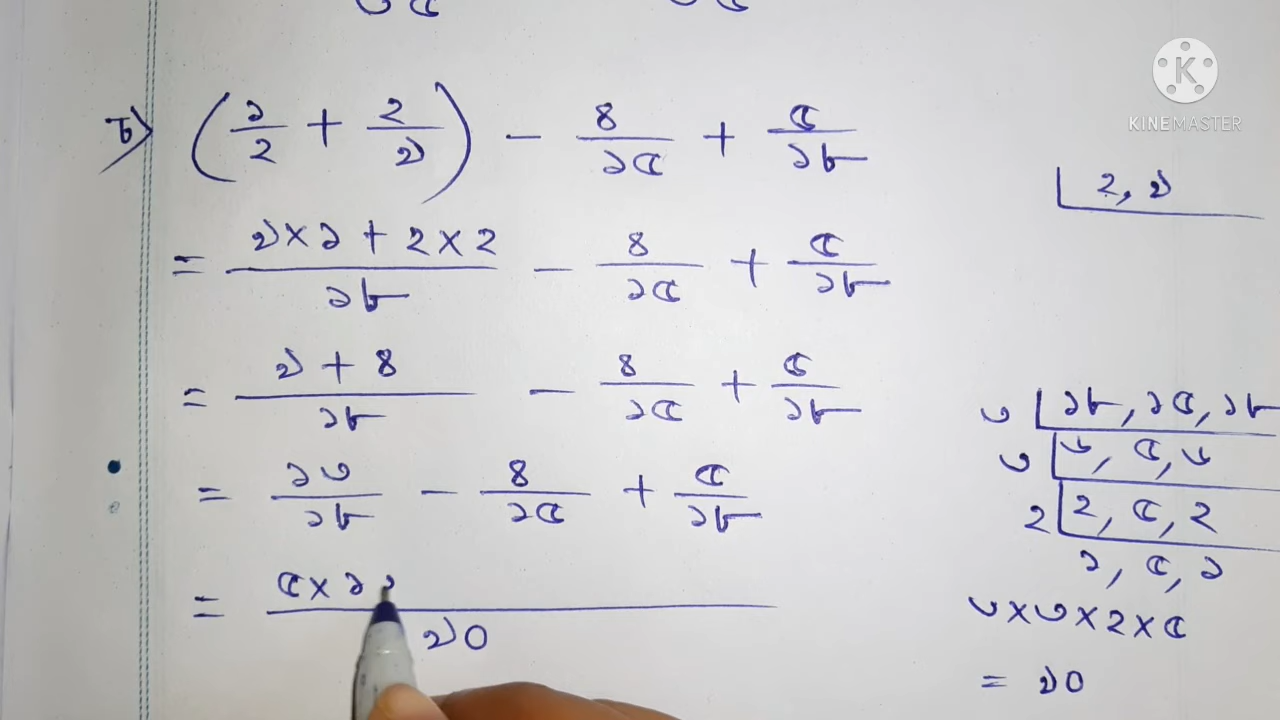 চ) (১/২ + ২/৯) - ৪/১৫ + ৫/১৮
KINEMASTER
২, ৯
= ৯×১ + ২×২/১৮ - ৪/১৫ + ৫/১৮
= ৯ + ৪/১৮ - ৪/১৫ + ৫/১৮
= ১৩/১৮ - ৪/১৫ + ৫/১৮
= ৫×১/৯০
৩ ১৮, ১৫, ১৮
৩ ৬, ৫, ৬
২ ২, ৫, ২
১, ৫, ১
৩×৩×২×৫
= ৯০